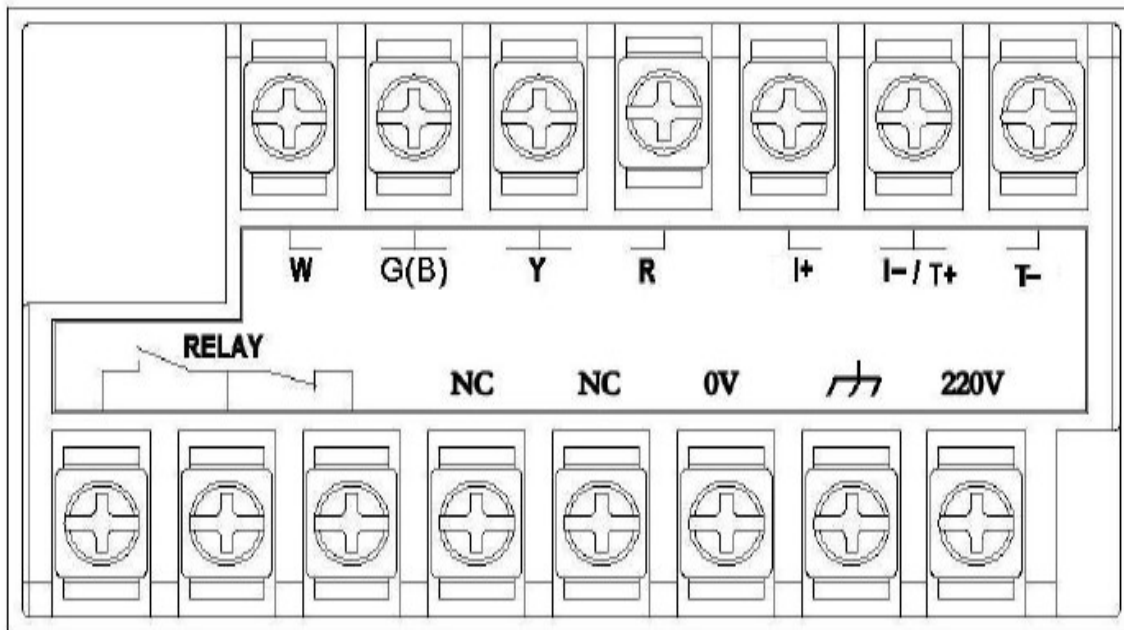 W G(B) Y R I+ I- / T+ T-
RELAY
NC NC 0V 220V